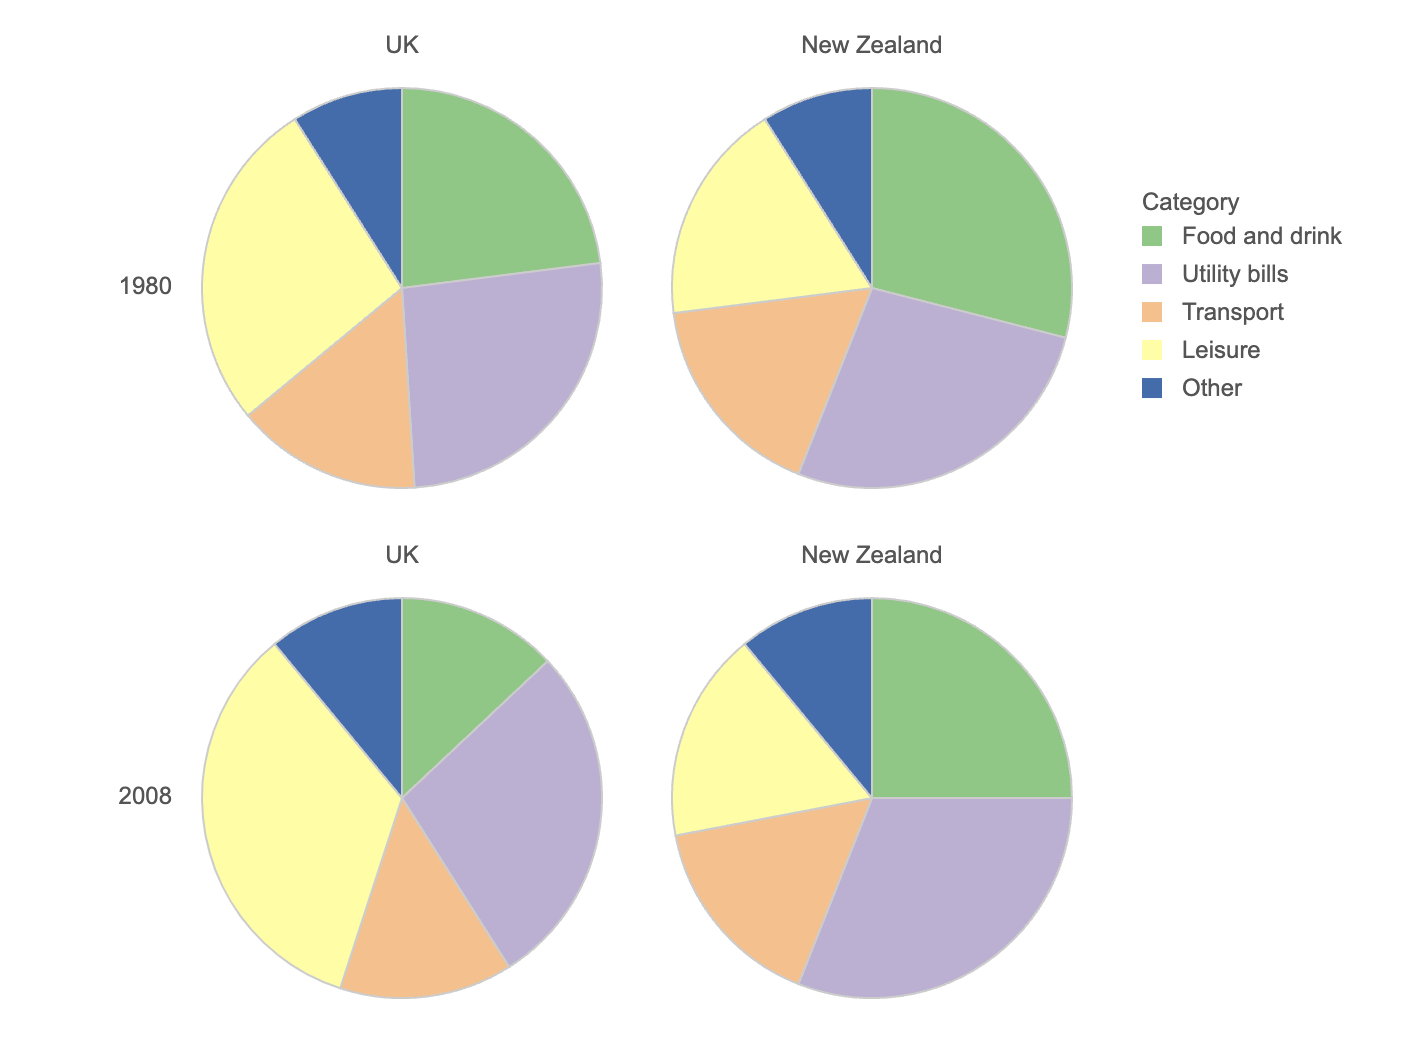 UK
New Zealand
1980
Category
Food and drink
Utility bills
Transport
Leisure
Other
UK
New Zealand
2008